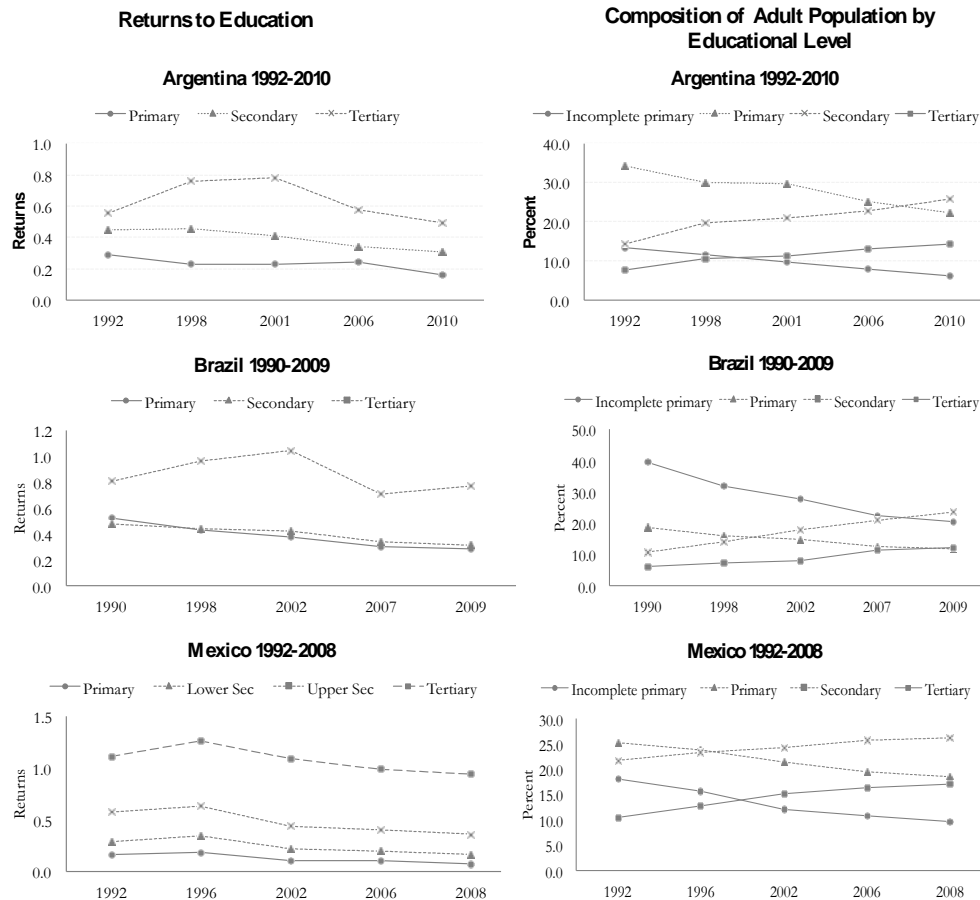 Returns to Education
Composition of Adult Population by
Educational Level
Argentina 1992-2010
Primary Secondary Tertiary
Returns
1.0
0.8
0.6
0.4
0.2
0.0
1992 1998 2001 2006 2010
Argentina 1992-2010
Incomplete primary Primary Secondary Tertiary
Percent
40.0
30.0
20.0
10.0
0.0
1992 1998 2001 2006 2010
Brazil 1990-2009
Primary Secondary Tertiary
Returns
1.2
1.0
0.8
0.6
0.4
0.2
0.0
1990 1998 2002 2007 2009
Brazil 1990-2009
Incomplete primary Primary Secondary Tertiary
Percent
50.0
40.0
30.0
20.0
10.0
0.0
1990 1998 2002 2007 2009
Mexico 1992-2008
Primary Lower Sec Upper Sec Tertiary
Returns
1.5
1.0
0.5
0.0
1992 1996 2002 2006 2008
Mexico 1992-2008
Incomplete primary Primary Secondary Tertiary
Percent
30.0
25.0
20.0
15.0
10.0
5.0
0.0
1992 1996 2002 2006 2008